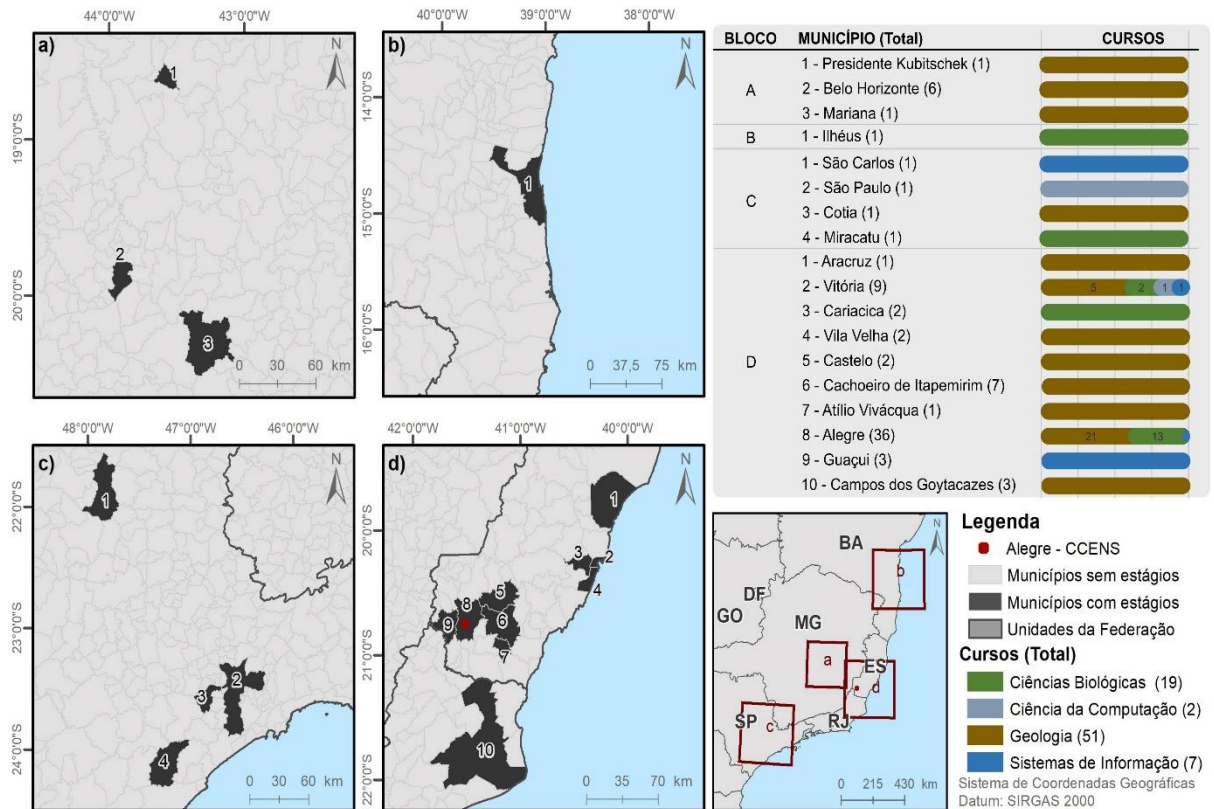 44°0'0"W 43°0'0"W
a)
N
1
2
3
19°0'0"S
20°0'0"S
0 30 60 km
40°0'0"W 39°0'0"W 38°0'0"W
b)
N
1
14°0'0"S
15°0'0"S
16°0'0"S
0 37,5 75 km
48°0'0"W 47°0'0"W 46°0'0"W
c)
N
1
2
3
4
22°0'0"S
23°0'0"S
24°0'0"S
0 30 60 km
42°0'0"W 41°0'0"W 40°0'0"W
d)
N
1
2
3
4
5
6
7
8
9
10
20°0'0"S
21°0'0"S
22°0'0"S
0 35 70 km
BLOCO MUNICÍPIO (Total) CURSOS
A
1 - Presidente Kubitschek (1)
2 - Belo Horizonte (6)
3 - Mariana (1)
B
1 - Ilhéus (1)
C
1 - São Carlos (1)
2 - São Paulo (1)
3 - Cotia (1)
4 - Miracatu (1)
D
1 - Aracruz (1)
2 - Vitória (9) 5 2 1 1
3 - Cariacica (2)
4 - Vila Velha (2)
5 - Castelo (2)
6 - Cachoeiro de Itapemirim (7)
7 - Atílio Vivácqua (1)
8 - Alegre (36) 21 13
9 - Guaçui (3)
10 - Campos dos Goytacazes (3)
N
BA
DF
GO
MG
ES
SP
RJ
a
b
c
d
0 215 430 km
Legenda
Alegre - CCENS
Municípios sem estágios
Municípios com estágios
Unidades da Federação
Cursos (Total)
Ciências Biológicas (19)
Ciência da Computação (2)
Geologia (51)
Sistemas de Informação (7)
Sistema de Coordenadas Geográficas
Datum: SIRGAS 2000